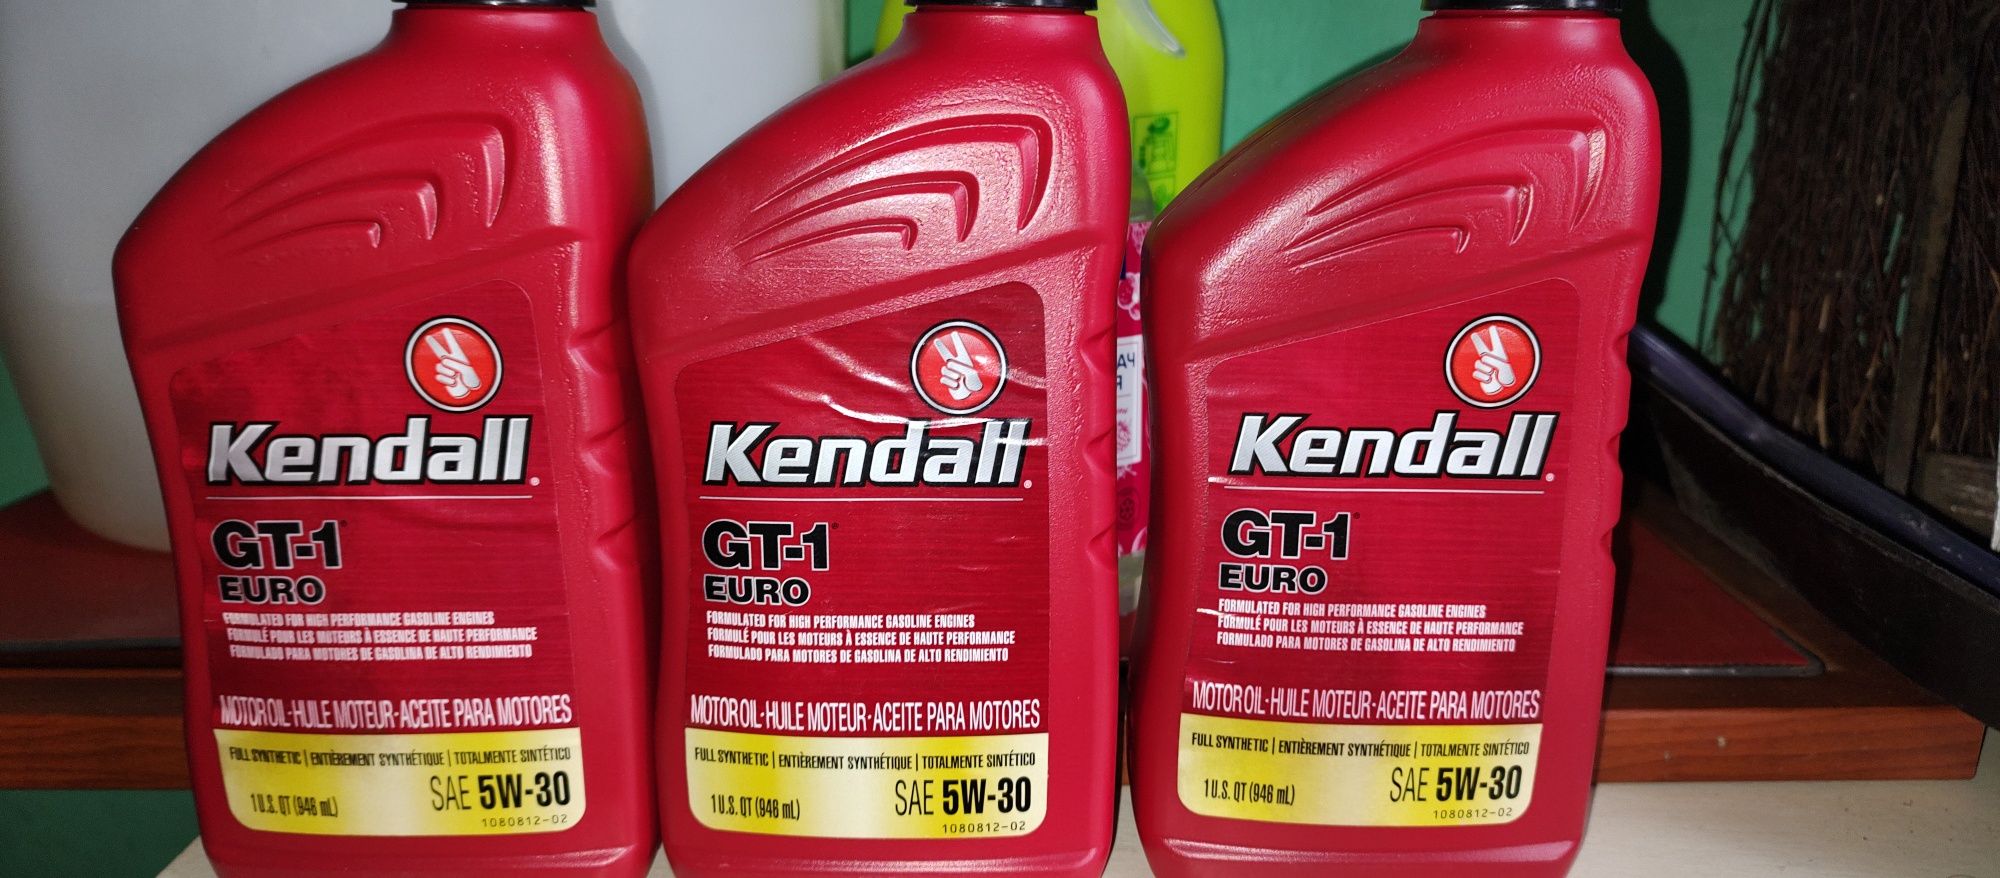 Kendall®
GT-1®
EURO
FORMULATED FOR HIGH PERFORMANCE GASOLINE ENGINES
FORMULÉ POUR LES MOTEURS À ESSENCE DE HAUTE PERFORMANCE
FORMULADO PARA MOTORES DE GASOLINA DE ALTO RENDIMIENTO
MOTOR OIL·HUILE MOTEUR·ACEITE PARA MOTORES
FULL SYNTHETIC | ENTIÈREMENT SYNTHÉTIQUE | TOTALMENTE SINTÉTICO
1 U.S. QT (946 mL) SAE 5W-30
1080812-02
Kendall®
GT-1®
EURO
FORMULATED FOR HIGH PERFORMANCE GASOLINE ENGINES
FORMULÉ POUR LES MOTEURS À ESSENCE DE HAUTE PERFORMANCE
FORMULADO PARA MOTORES DE GASOLINA DE ALTO RENDIMIENTO
MOTOR OIL·HUILE MOTEUR·ACEITE PARA MOTORES
FULL SYNTHETIC | ENTIÈREMENT SYNTHÉTIQUE | TOTALMENTE SINTÉTICO
1 U.S. QT (946 mL) SAE 5W-30
1080812-02
Kendall®
GT-1®
EURO
FORMULATED FOR HIGH PERFORMANCE GASOLINE ENGINES
FORMULÉ POUR LES MOTEURS À ESSENCE DE HAUTE PERFORMANCE
FORMULADO PARA MOTORES DE GASOLINA DE ALTO RENDIMIENTO
MOTOR OIL·HUILE MOTEUR·ACEITE PARA MOTORES
FULL SYNTHETIC | ENTIÈREMENT SYNTHÉTIQUE | TOTALMENTE SINTÉTICO
1 U.S. QT (946 mL) SAE 5W-30
1080812-02